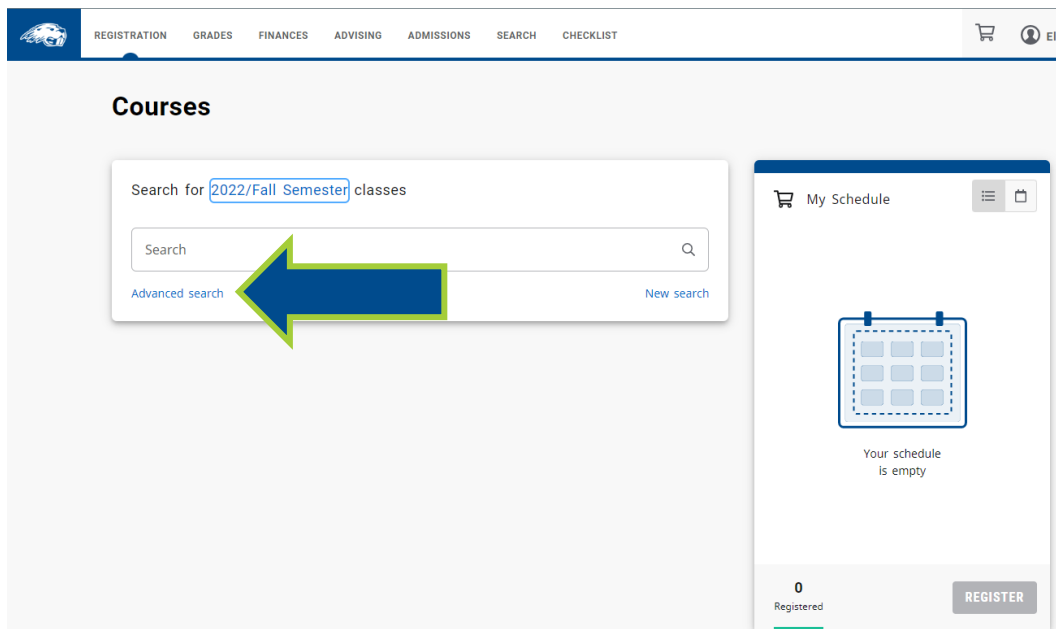 REGISTRATION GRADES FINANCES ADVISING ADMISSIONS SEARCH CHECKLIST El
Courses
Search for 2022/Fall Semester classes
Search
Advanced search
New search
My Schedule
Your schedule
is empty
0
Registered
REGISTER